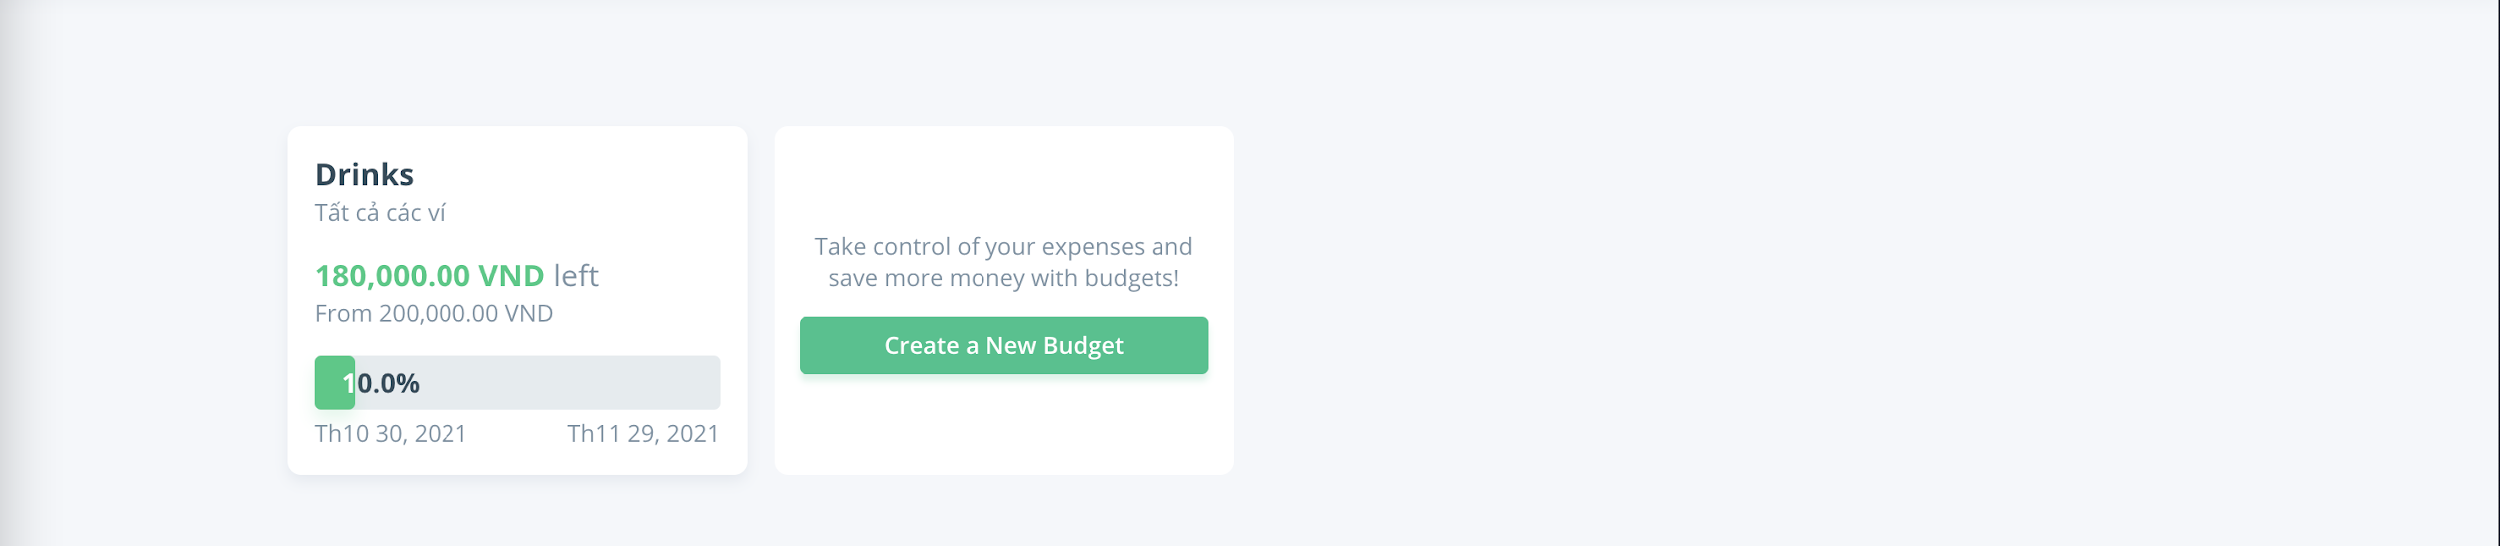 Drinks
Tất cả các ví
180,000.00 VND left
From 200,000.00 VND
10.0%
Th10 30, 2021 Th11 29, 2021
Take control of your expenses and
save more money with budgets!
Create a New Budget